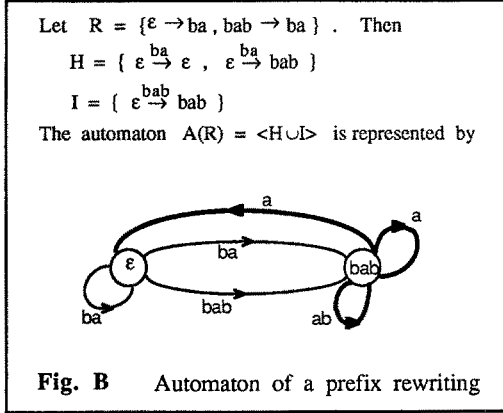 Let R = {ε → ba , bab → ba } . Then
H = { ε ba→ ε , ε ba→ bab }
I = { ε bab→ bab }
The automaton A(R) = <H∪I> is represented by
a
a
ε
ba
bab
ba
bab
ab
Fig. B Automaton of a prefix rewriting